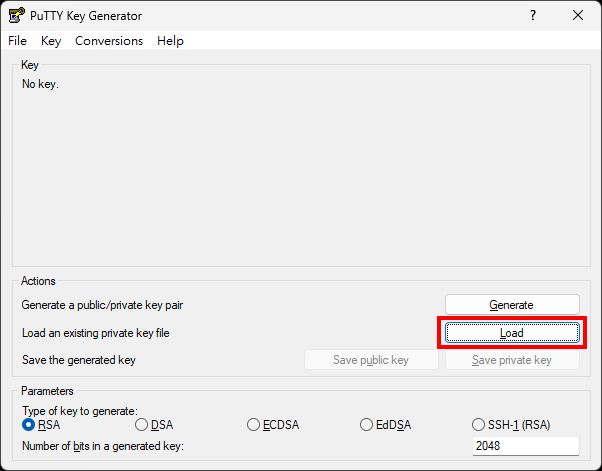 PuTTY Key Generator
?
File Key Conversions Help
Key
No key.
Actions
Generate a public/private key pair Generate
Load an existing private key file Load
Save the generated key Save public key Save private key
Parameters
Type of key to generate:
RSA DSA ECDSA EdDSA SSH-1 (RSA)
Number of bits in a generated key: 2048